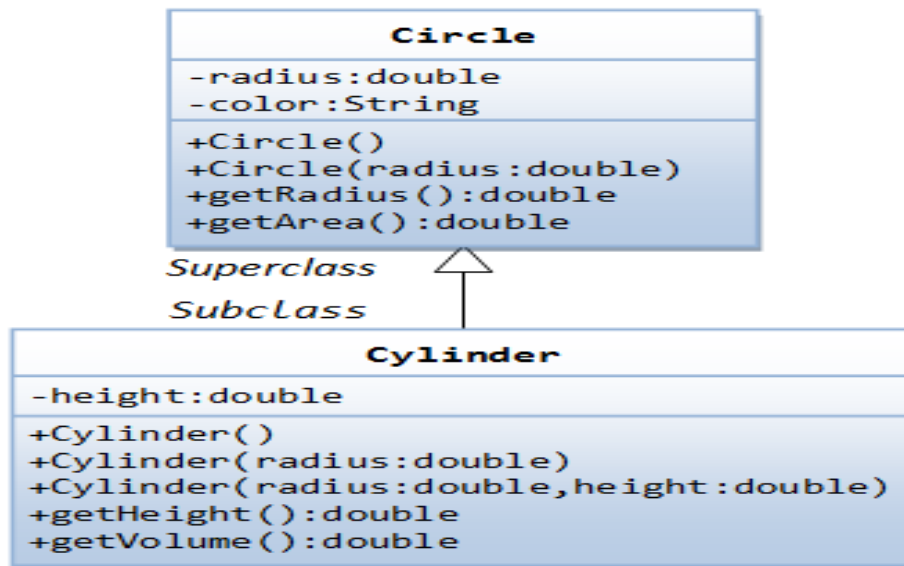 Circle
-radius:double
-color:String
+Circle()
+Circle(radius:double)
+getRadius():double
+getArea():double
Superclass
Subclass
Cylinder
-height:double
+Cylinder()
+Cylinder(radius:double)
+Cylinder(radius:double,height:double)
+getHeight():double
+getVolume():double